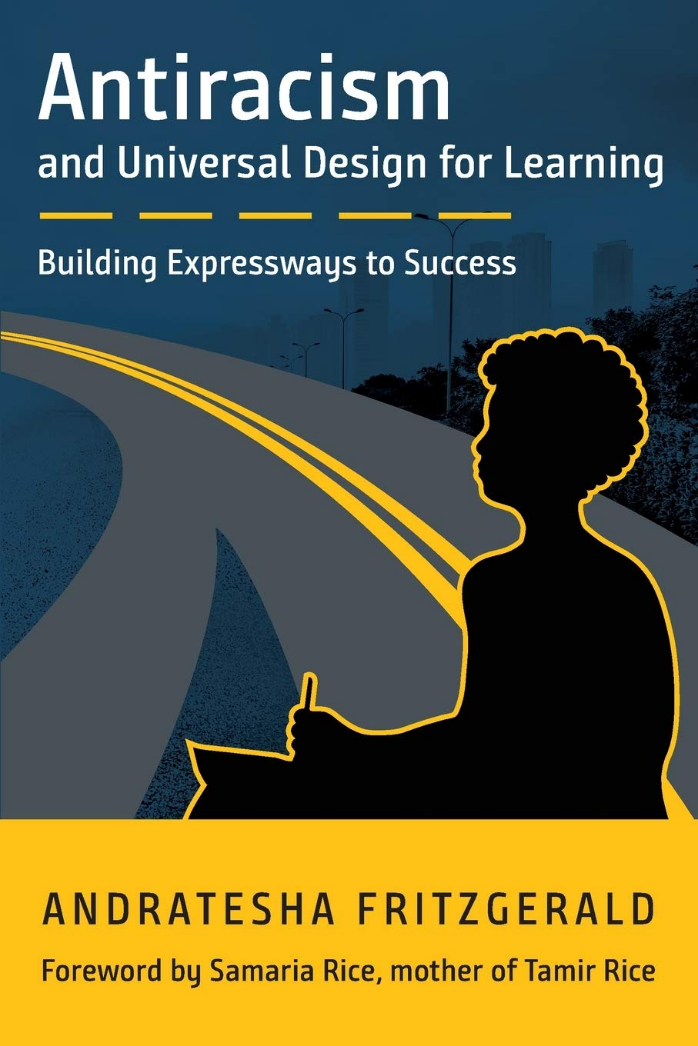 Antiracism
and Universal Design for Learning
Building Expressways to Success
ANDRATESHA FRITZGERALD
Foreword by Samaria Rice, mother of Tamir Rice